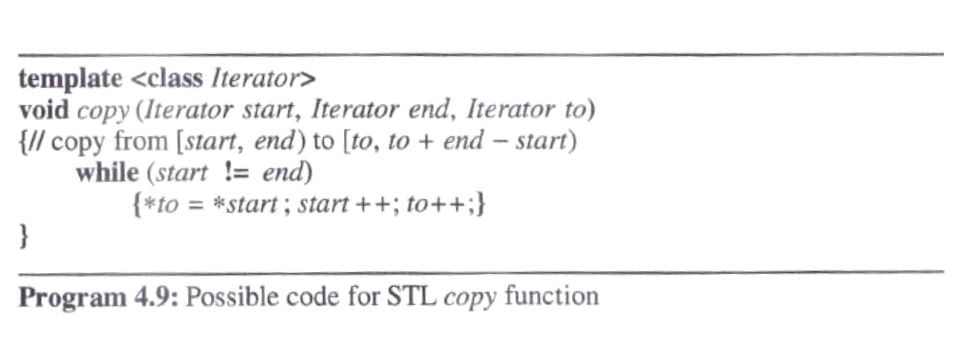 template <class Iterator>
void copy (Iterator start, Iterator end, Iterator to)
{// copy from [start, end) to [to, to + end − start)
while (start != end)
{*to = *start ; start ++; to++;}
}
Program 4.9: Possible code for STL copy function